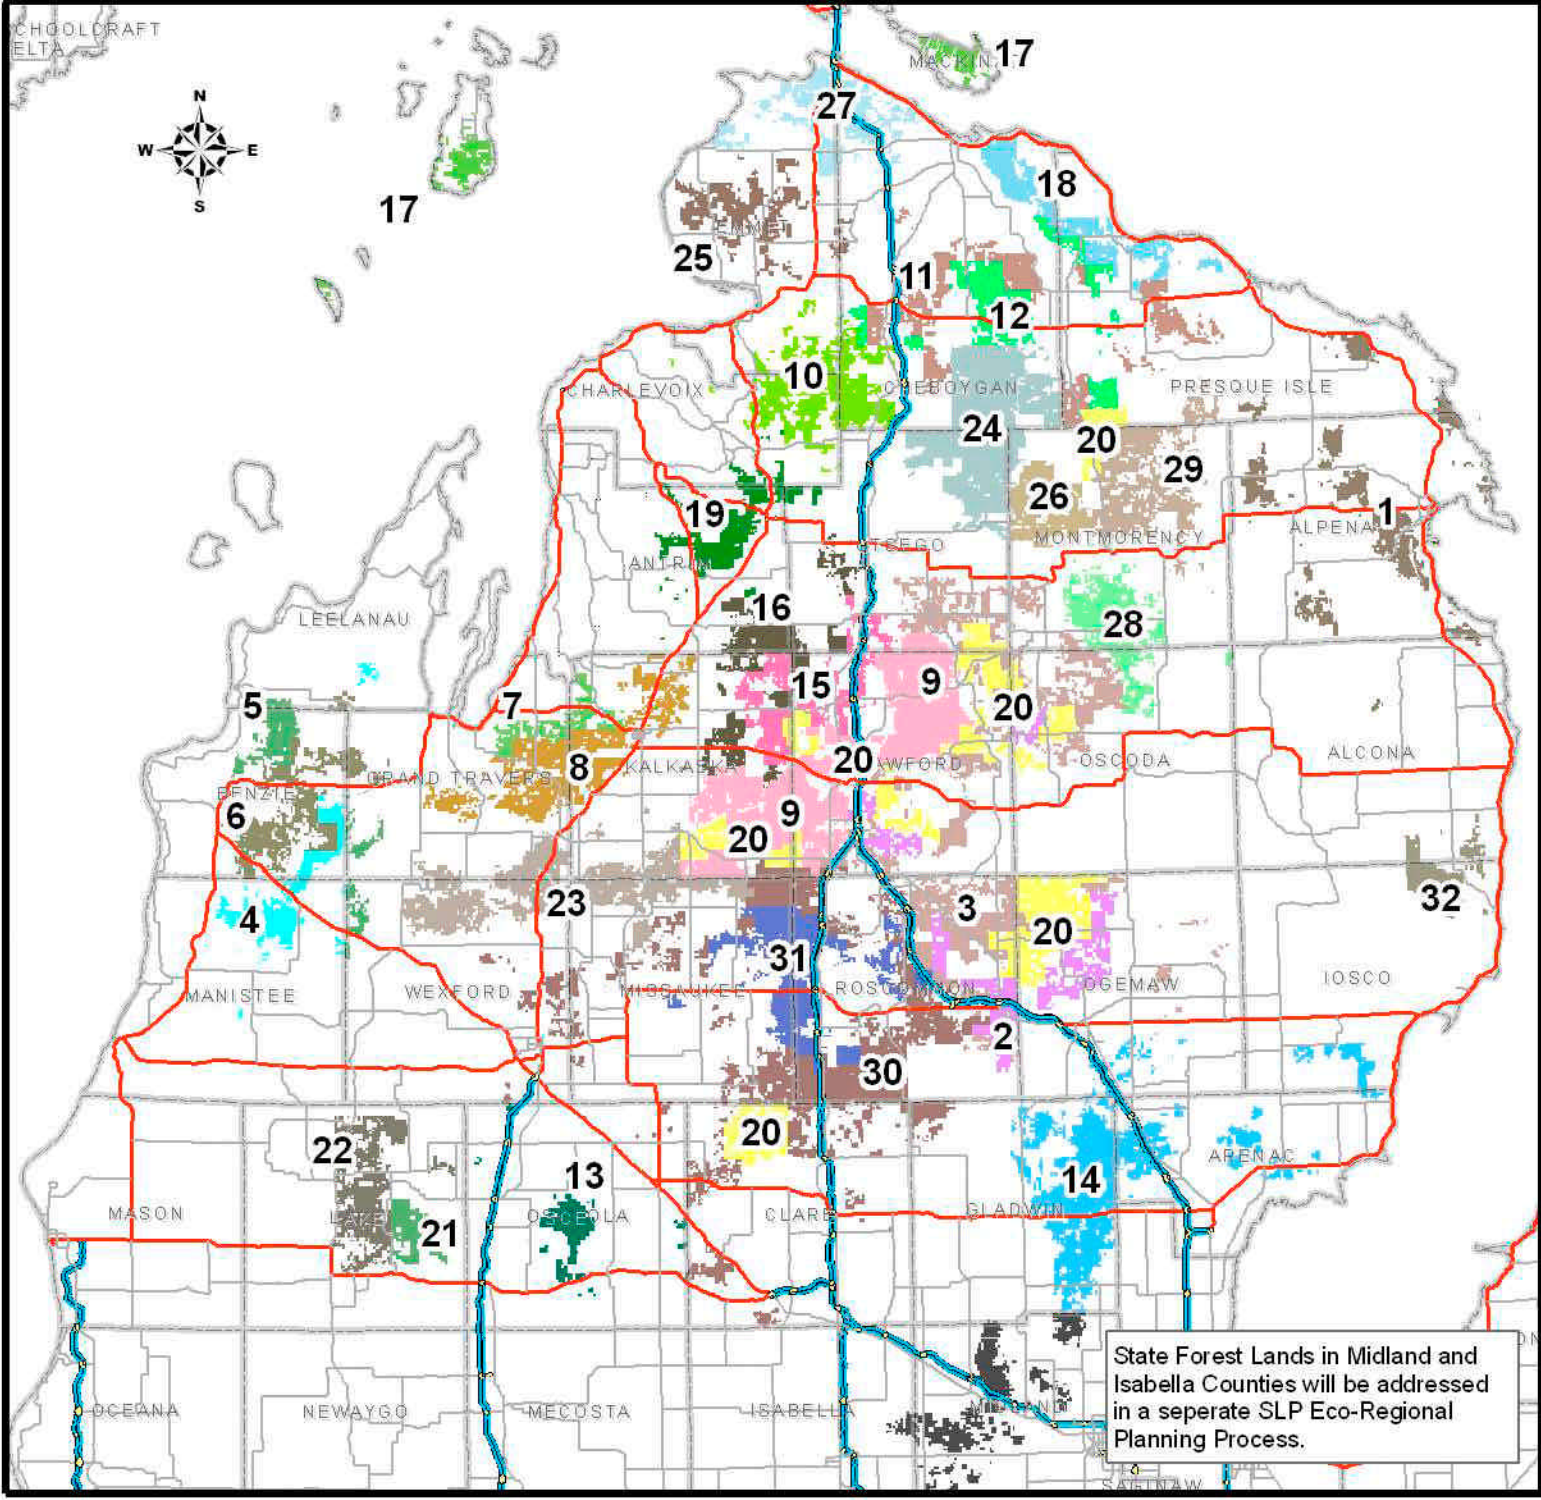 CHOOLCRAFT
ELTA
MACKIN
17
N
W E
S
27
17
18
EMMET
25
11
12
10
CHARLEVOIX
CHEBOYGAN
PRESQUE ISLE
24
20
29
26
19
1
ALPENA
OTSEGO
MONTMORENCY
ANTRIM
16
28
LEELANAU
15
9
5
7
20
8
20
GRAND TRAVERS
KALKASKA
AWFORD
OSCODA
ALCONA
BENZIE
6
9
20
23
3
32
4
20
31
MANISTEE
WEXFORD
MISSAUKEE
ROSCOMMON
OGEMAW
IOSCO
2
30
20
22
13
14
ARENAC
MASON
LAKE
21
OSCEOLA
CLARE
GLADWIN
State Forest Lands in Midland and
Isabella Counties will be addressed
in a seperate SLP Eco-Regional
Planning Process.
OCEANA
NEWAYGO
MECOSTA
ISABELLA
MIDLAND
SAGINAW